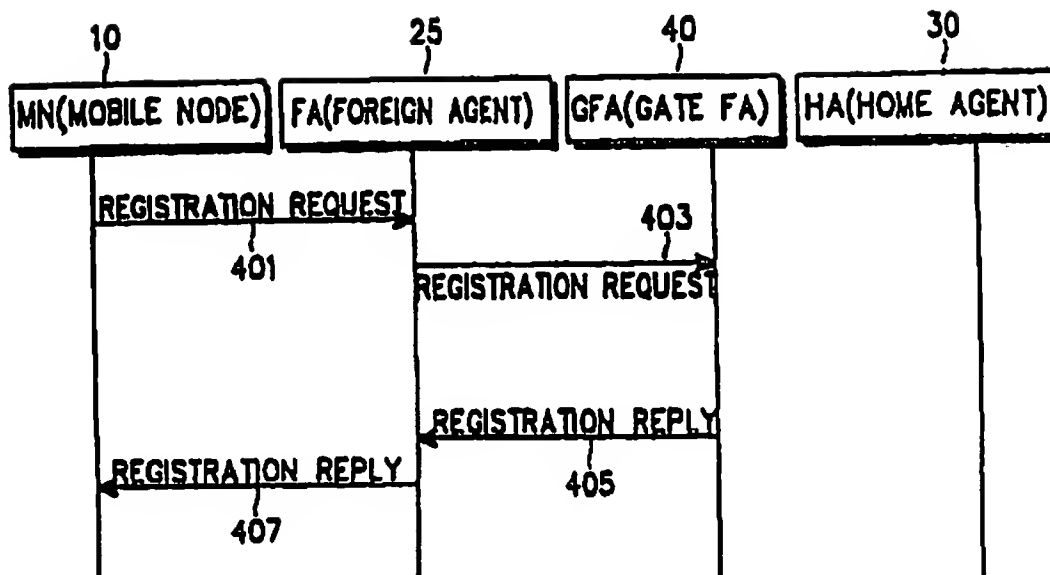 10
25
40
30
MN(MOBILE NODE)
FA(FOREIGN AGENT)
GFA(GATE FA)
HA(HOME AGENT)
REGISTRATION REQUEST
401
403
REGISTRATION REQUEST
REGISTRATION REPLY
405
REGISTRATION REPLY
407